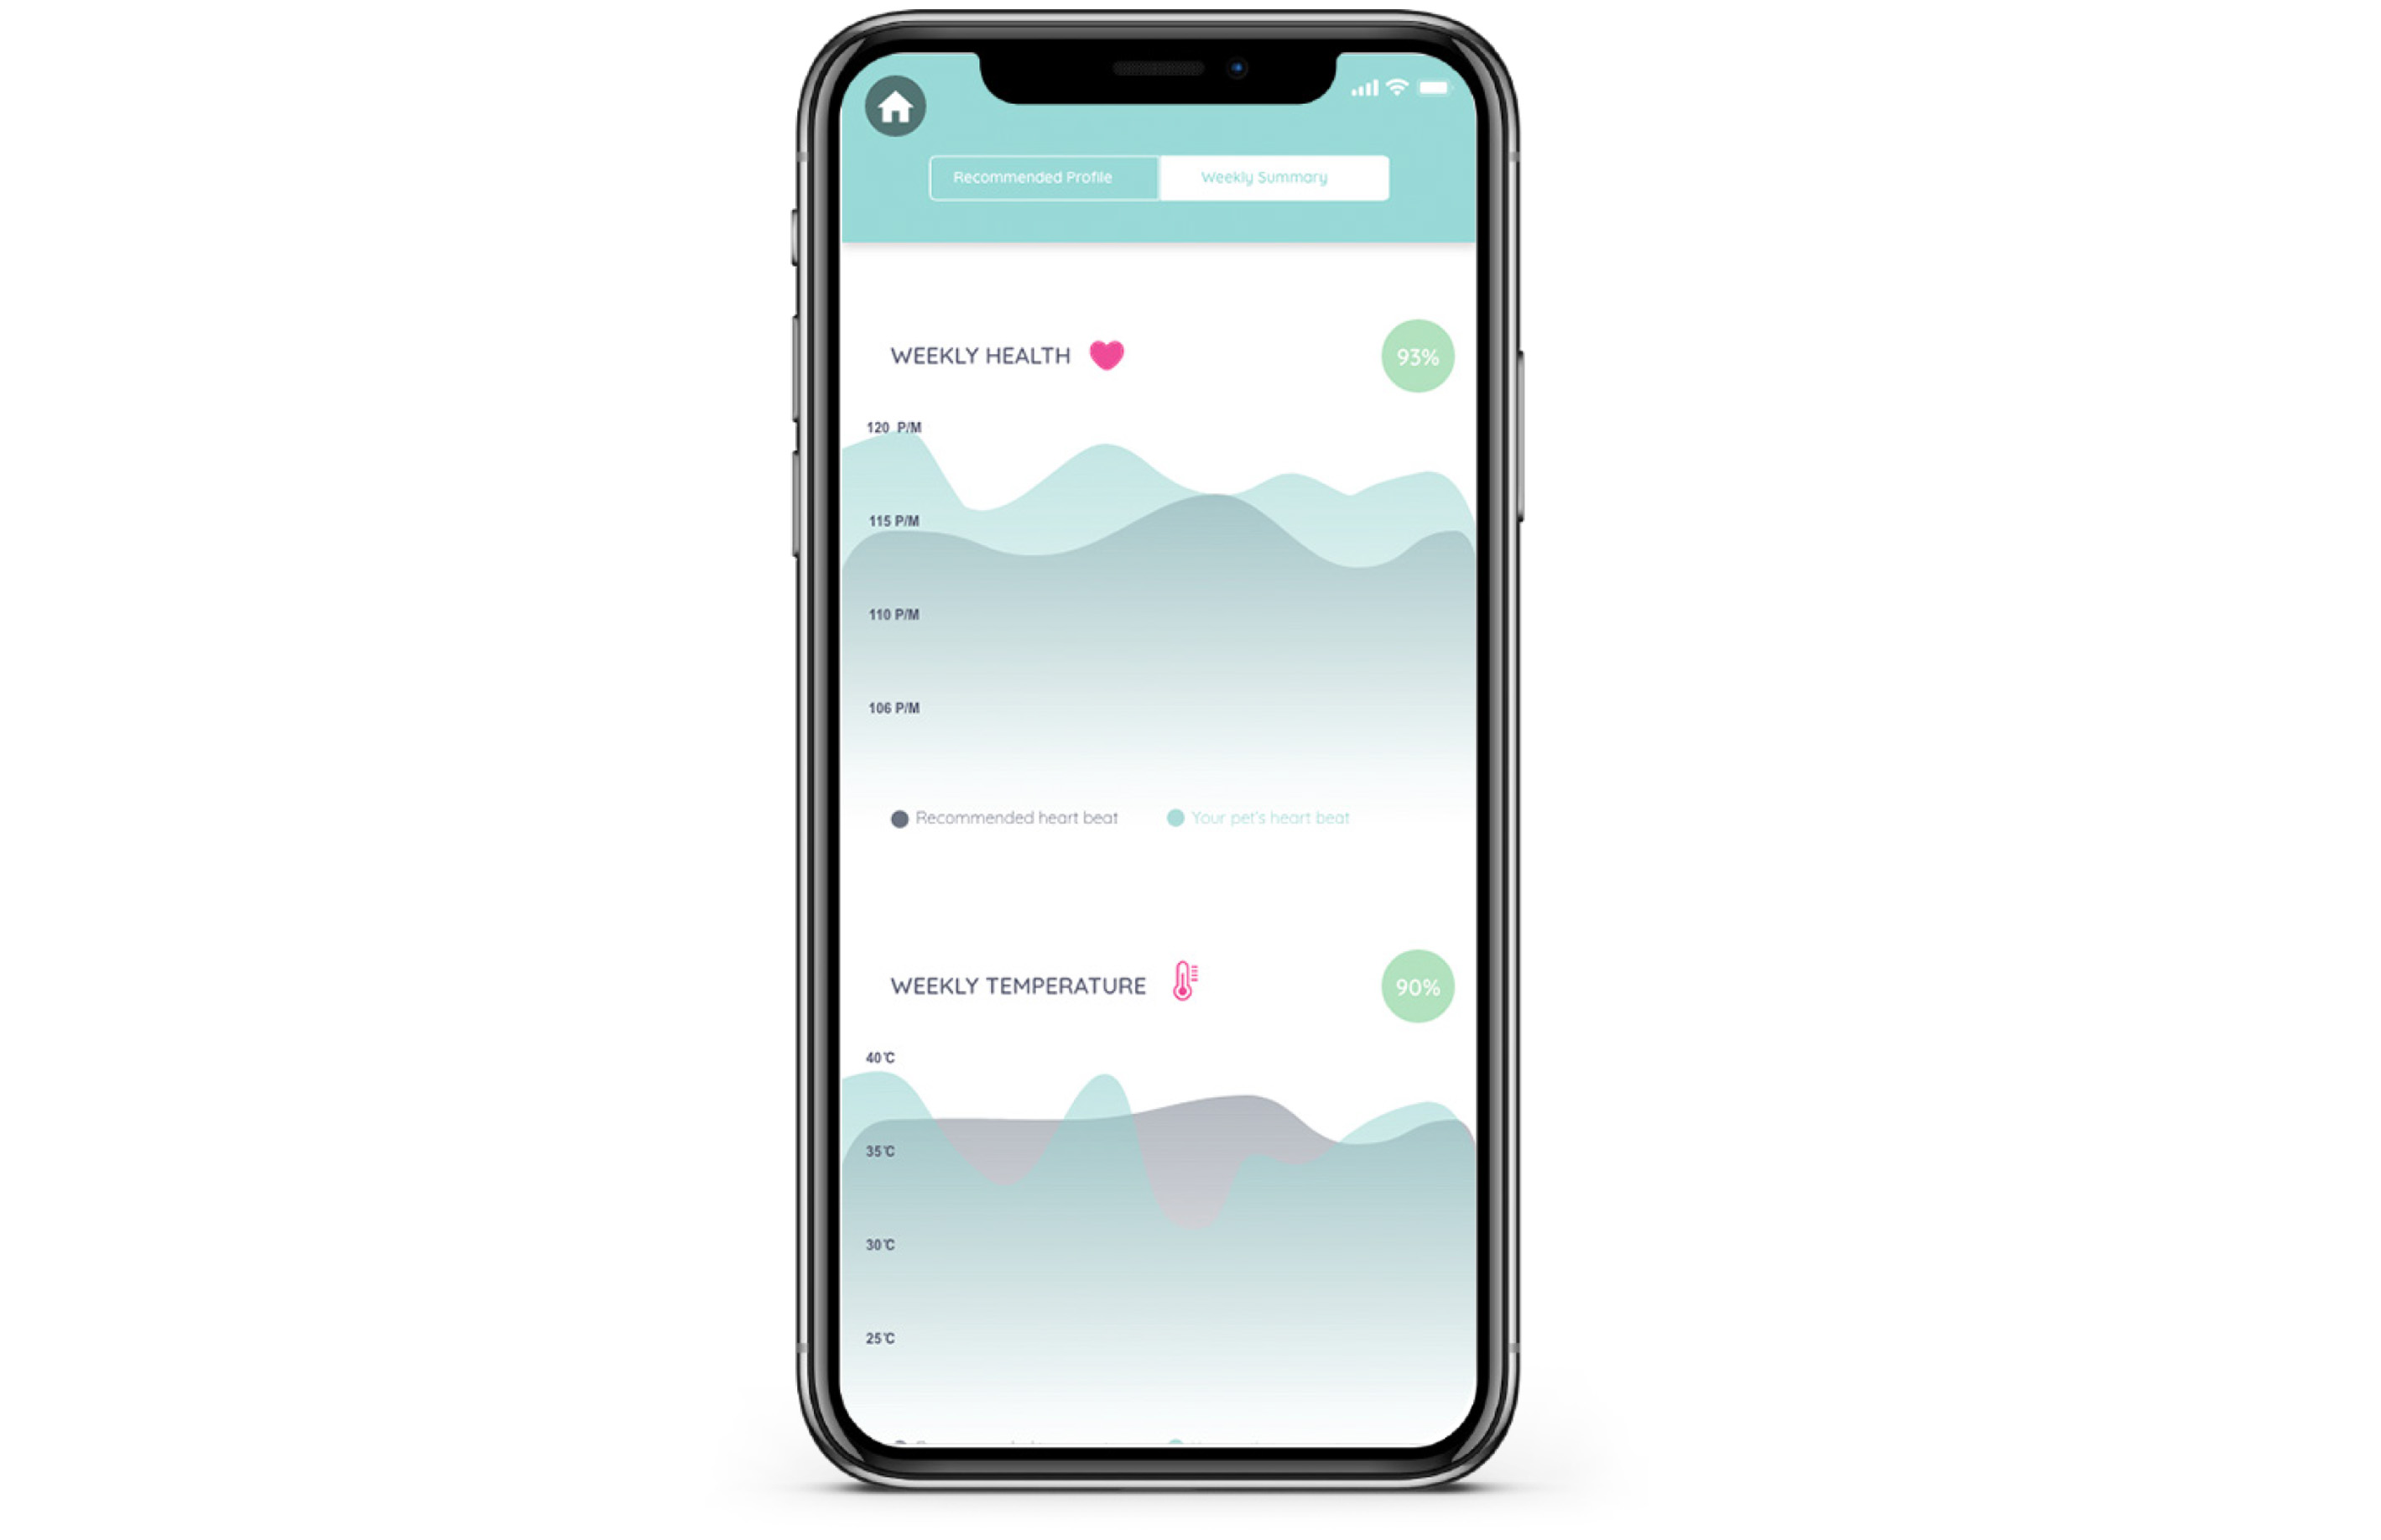 Recommended Profile
Weekly Summary
WEEKLY HEALTH
93%
120 P/M
115 P/M
110 P/M
106 P/M
Recommended heart beat
Your pet's heart beat
WEEKLY TEMPERATURE
90%
40℃
35℃
30℃
25℃